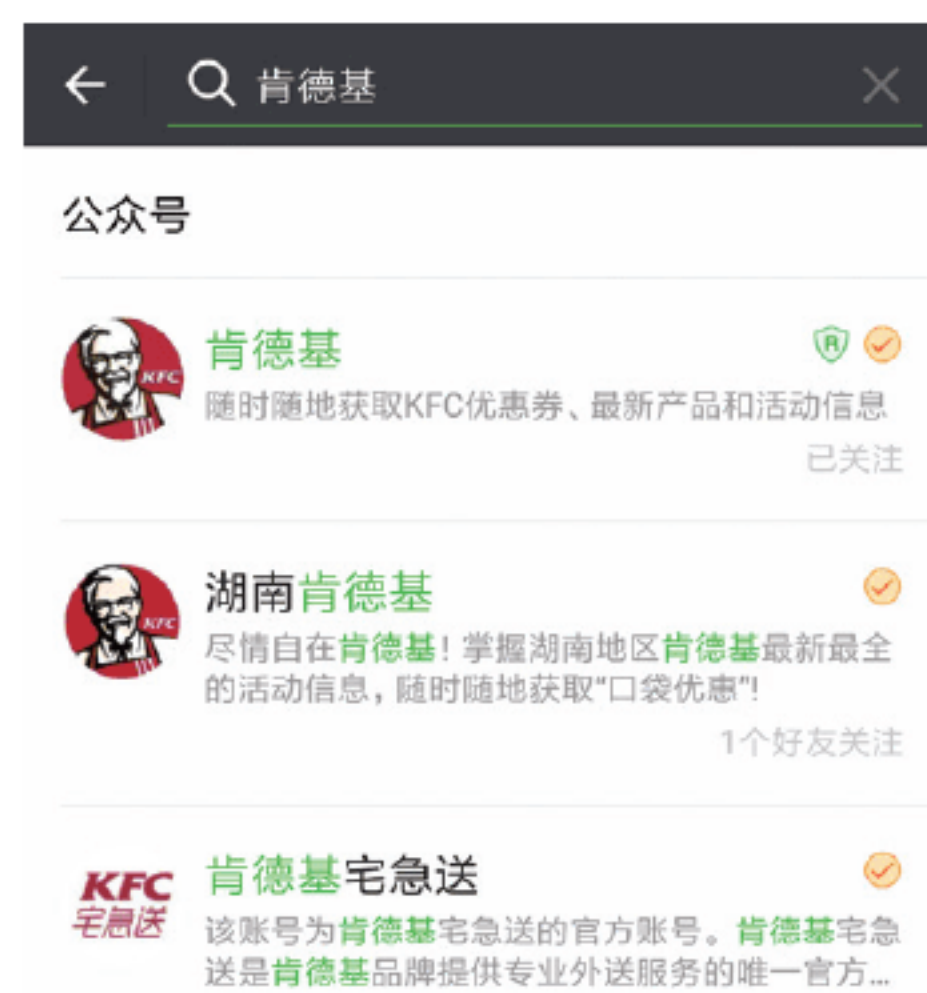 肯德基
公众号
肯德基
随时随地获取KFC优惠券、最新产品和活动信息
已关注
KFC
湖南肯德基
尽情自在肯德基！掌握湖南地区肯德基最新最全
的活动信息，随时随地获取“口袋优惠”！
1个好友关注
KFC
肯德基宅急送
KFC
宅急送
该账号为肯德基宅急送的官方账号。肯德基宅急
送是肯德基品牌提供专业外送服务的唯一官方...